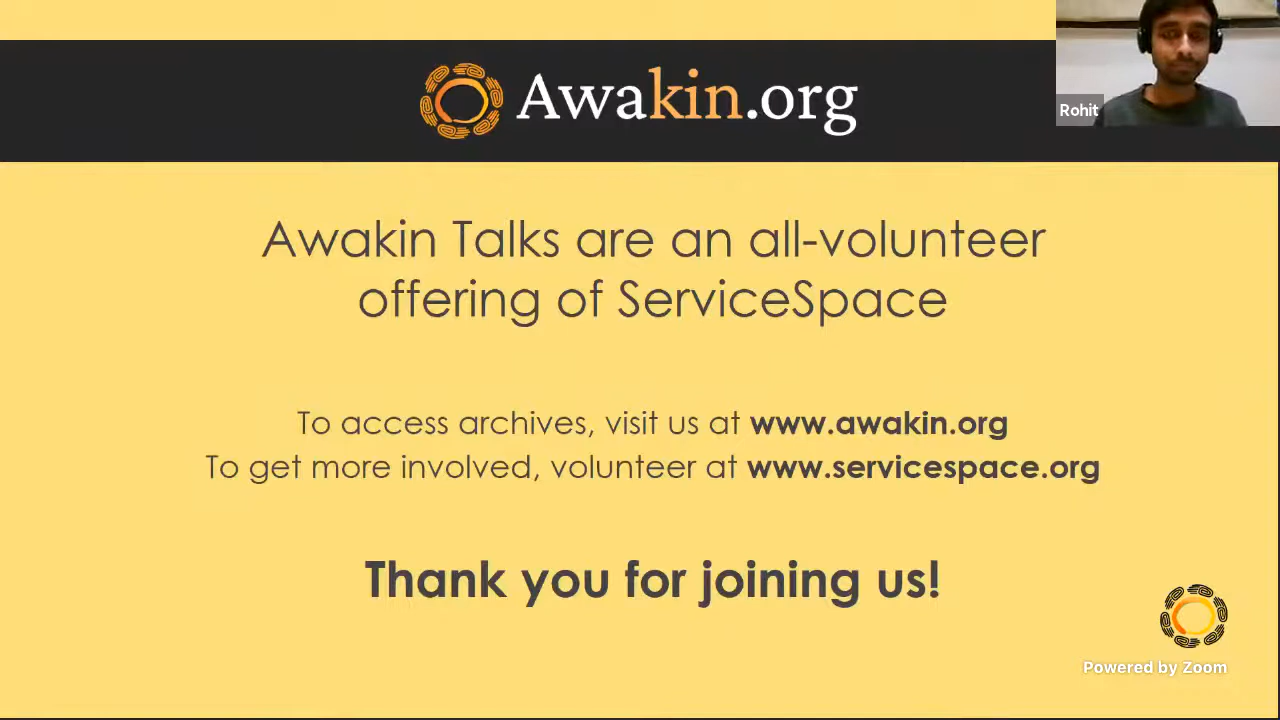 Awakin.org
Rohit
Awakin Talks are an all-volunteer
offering of ServiceSpace
To access archives, visit us at www.awakin.org
To get more involved, volunteer at www.servicespace.org
Thank you for joining us!
Powered by Zoom